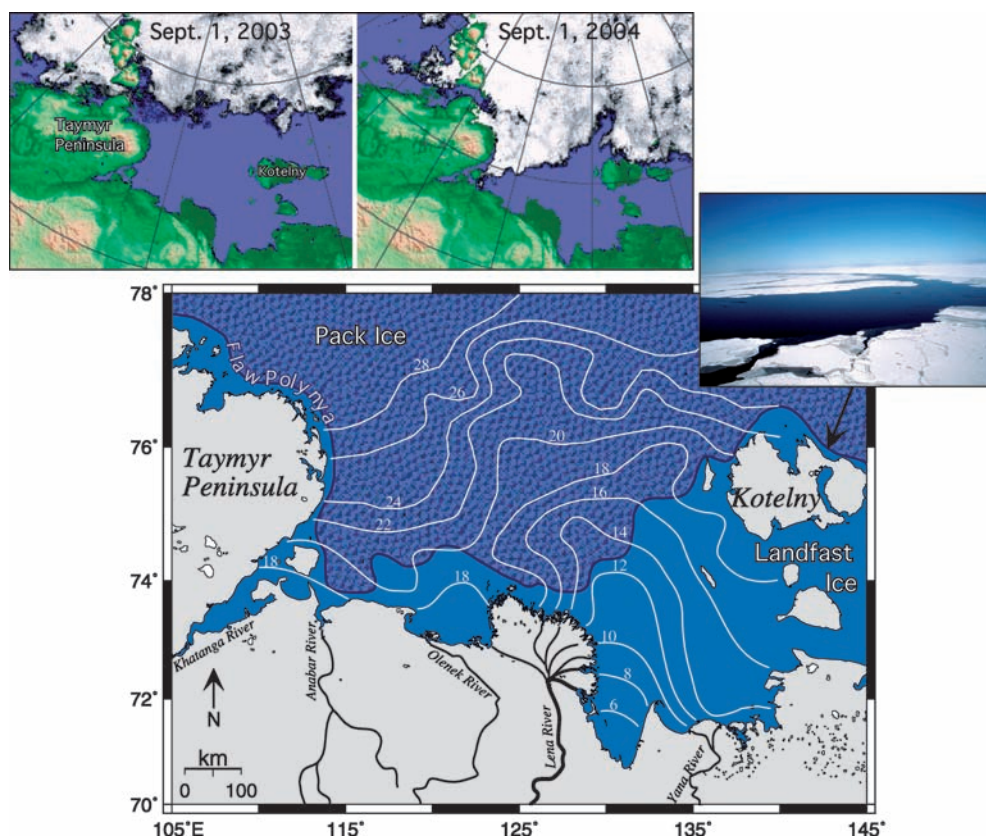 Sept. 1, 2003
Sept. 1, 2004
Taymyr
Peninsula
Kotelny
78˚
Pack Ice
Flaw Polynya
28
26
76˚
20
Taymyr
Peninsula
18
Kotelny
16
24
22
14
Landfast
Ice
74˚
18
18
12
Khatanga River
Anabar River
Olenek River
10
8
72˚
6
N
Lena River
Yana River
km
0
100
70˚
105˚E
115˚
125˚
135˚
145˚